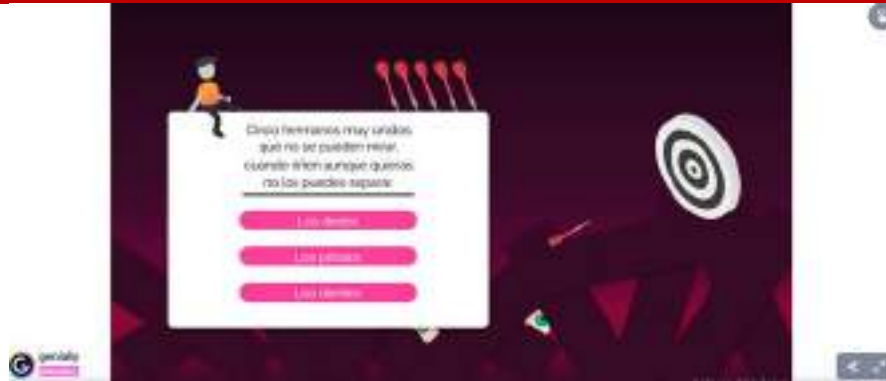 Cinco hermanos muy unidos
que no se pueden mirar,
cuando riñen aunque quieras
no los puedes separar
Los dedos
Los
Los dientes
genially